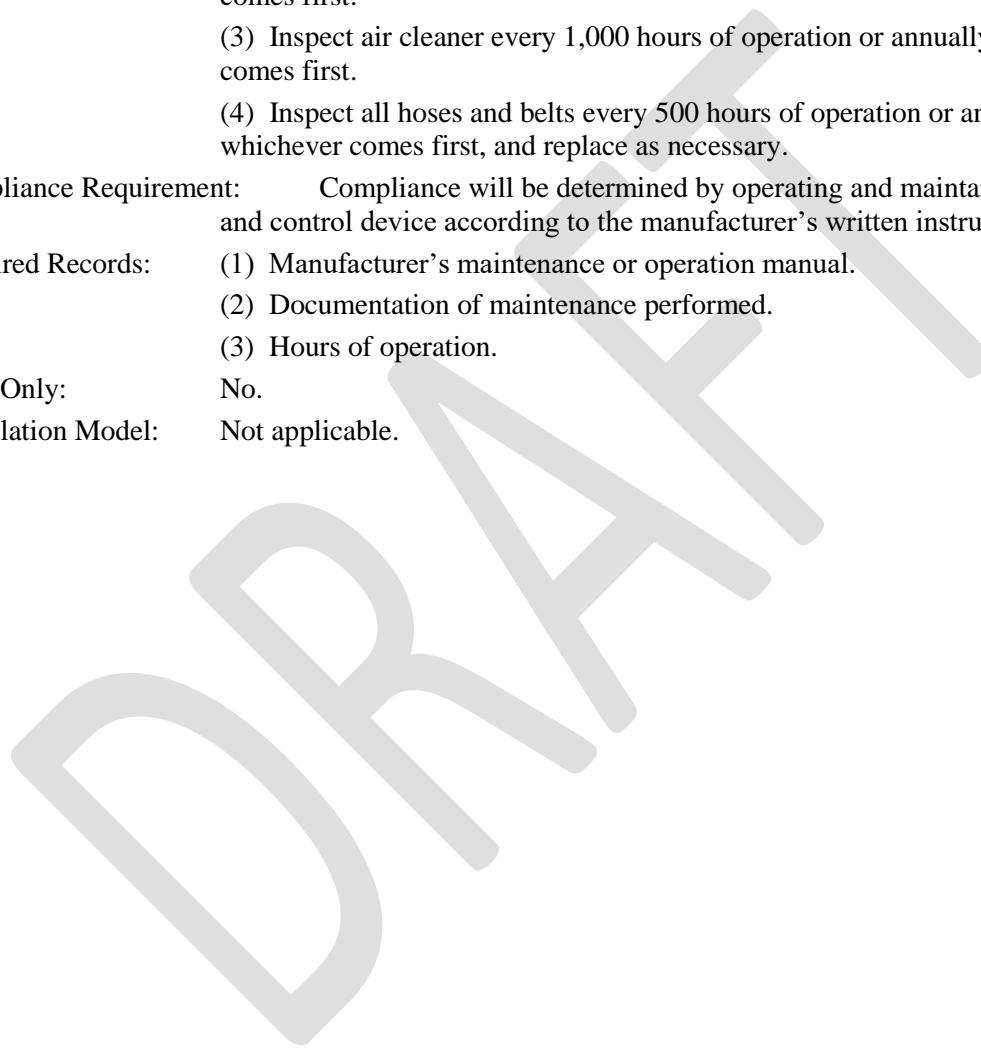 comes first.
(3) Inspect air cleaner every 1,000 hours of operation or annually
comes first.
(4) Inspect all hoses and belts every 500 hours of operation or an
whichever comes first, and replace as necessary.
pliance Requirement: Compliance will be determined by operating and maintai
and control device according to the manufacturer’s written instru
ired Records: (1) Manufacturer’s maintenance or operation manual.
(2) Documentation of maintenance performed.
(3) Hours of operation.
Only: No.
lation Model: Not applicable.
DRAFT